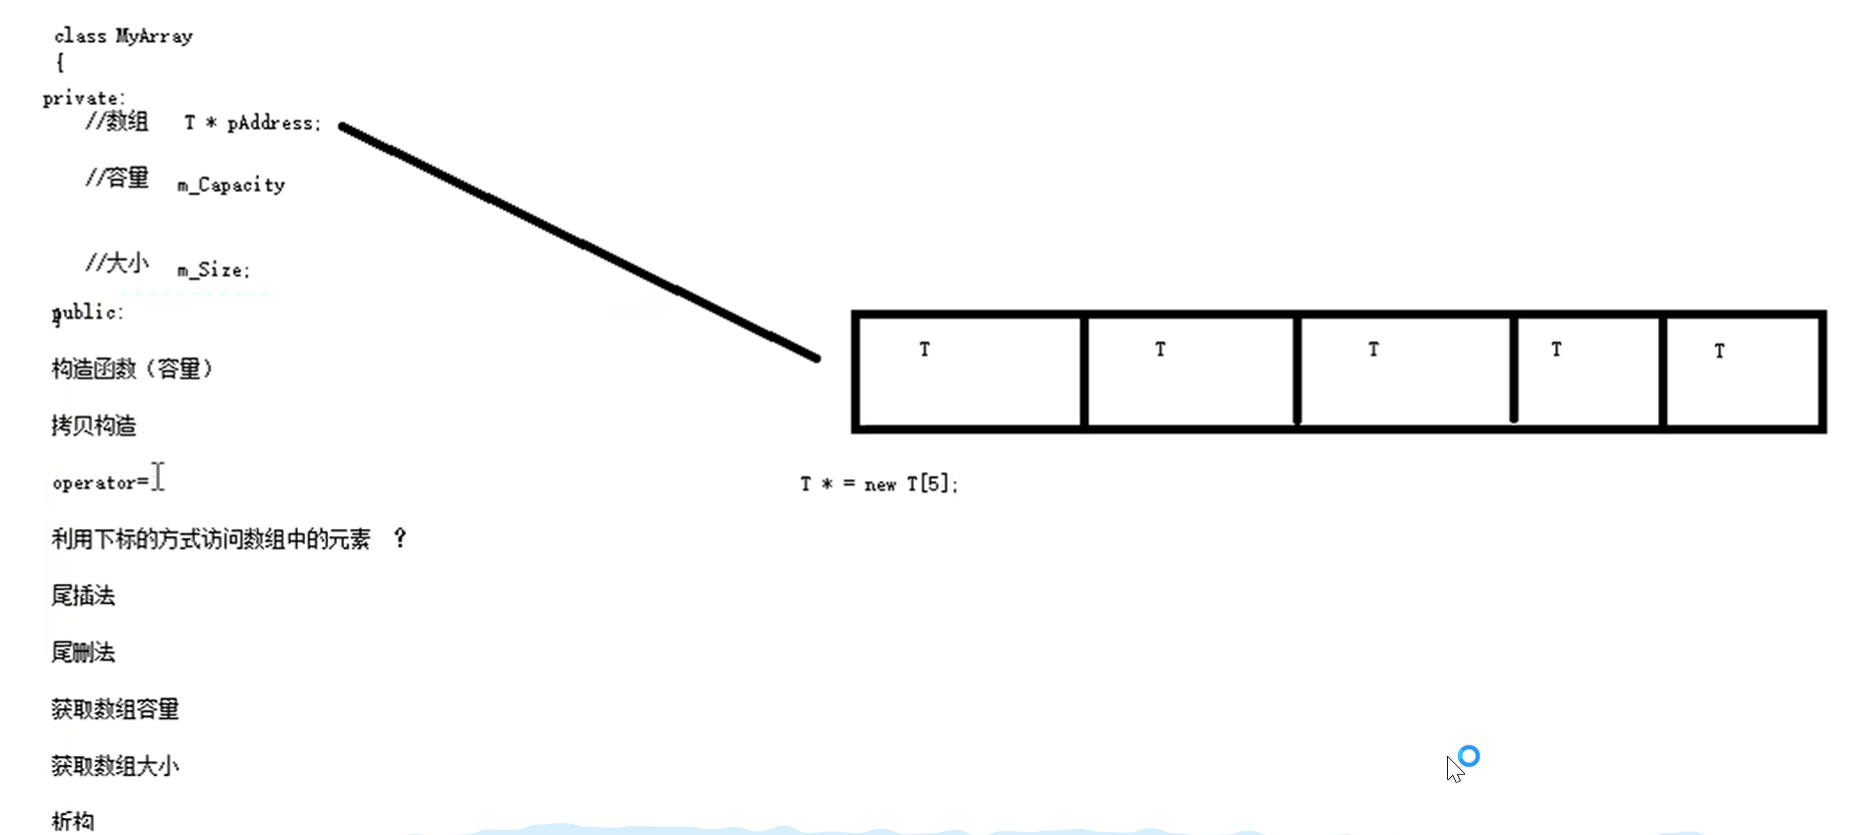 class MyArray
{
private:
//数组 T * pAddress;
//容量 m_Capacity
//大小 m_Size;
public:
T T T T T
构造函数（容量）
拷贝构造
operator=
T * = new T[5];
利用下标的方式访问数组中的元素 ?
尾插法
尾删法
获取数组容量
获取数组大小
析构